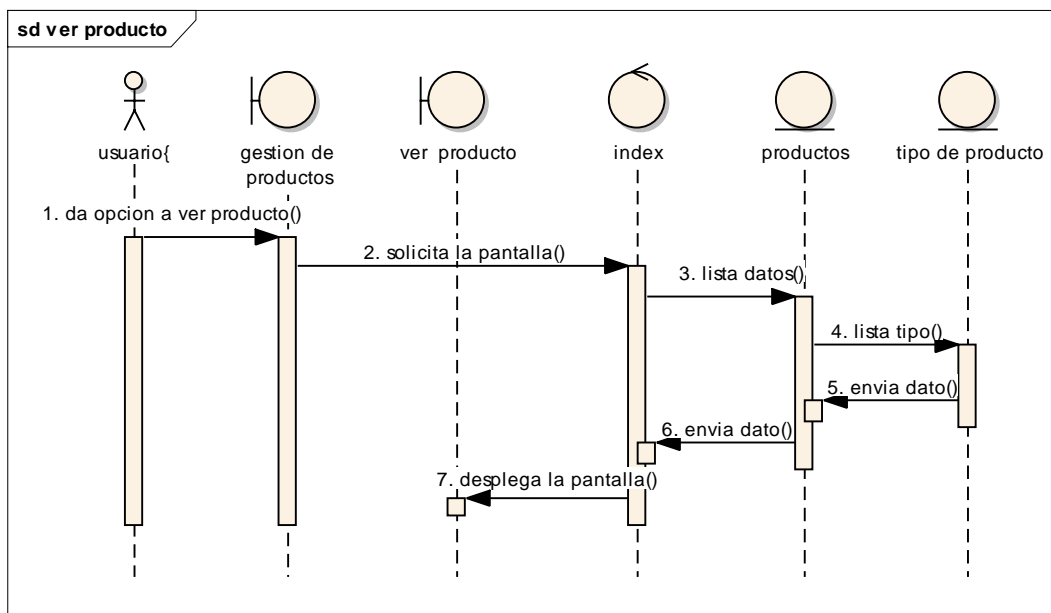 sd ver producto
usuario{
gestion de
productos
ver producto
index
productos
tipo de producto
1. da opcion a ver producto()
2. solicita la pantalla()
3. lista datos()
4. lista tipo()
5. envia dato()
6. envia dato()
7. desplega la pantalla()